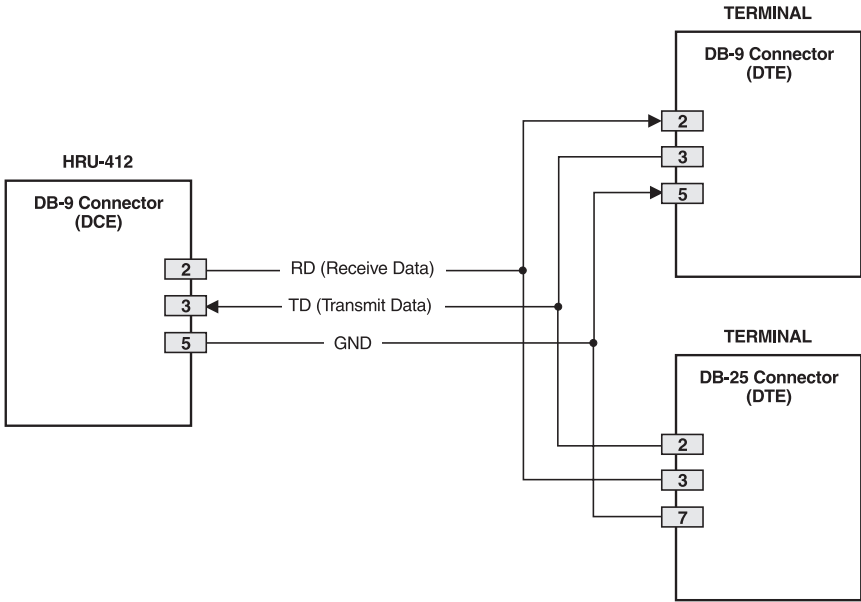 HRU-412
DB-9 Connector
(DCE)
2
3
5
RD (Receive Data)
TD (Transmit Data)
GND
TERMINAL
DB-9 Connector
(DTE)
2
3
5
TERMINAL
DB-25 Connector
(DTE)
2
3
7